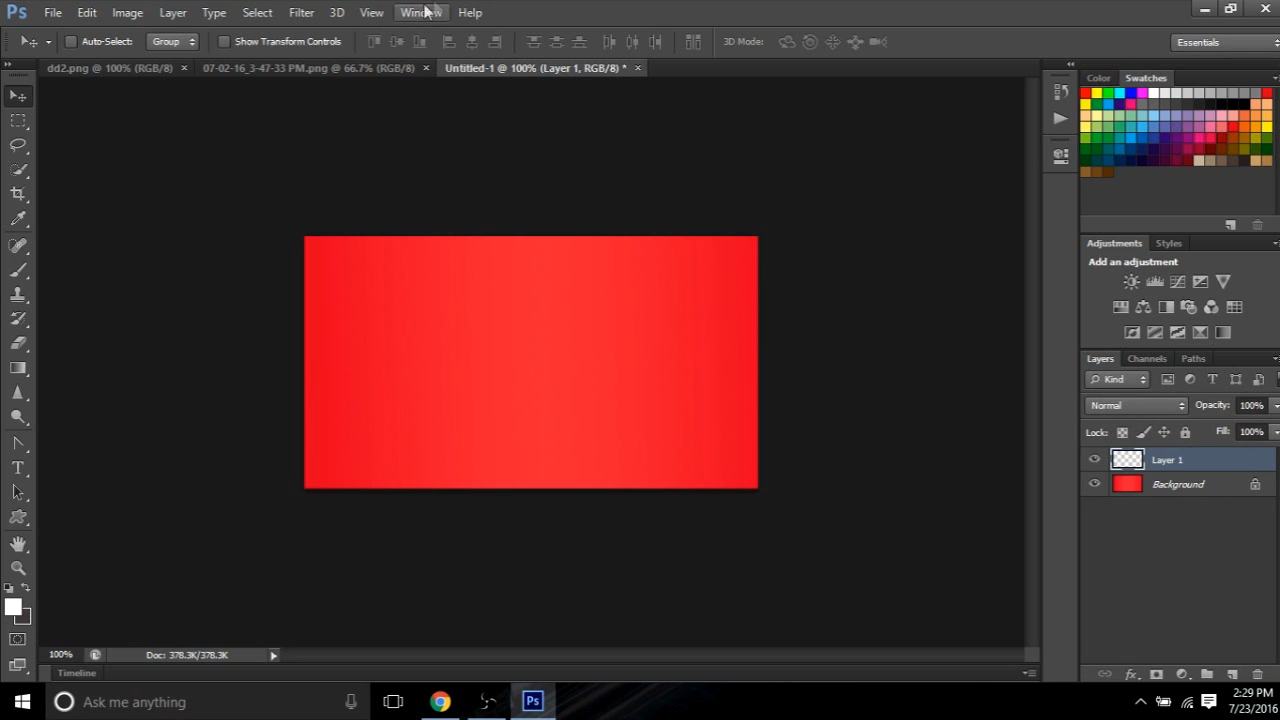 Ps File Edit Image Layer Type Select Filter 3D View Window Help
Auto-Select: Group Show Transform Controls 3D Mode: Essentials
dd2.png @ 100% (RGB/8) × 07-02-16_3-47-33 PM.png @ 66.7% (RGB/8) × Untitled-1 @ 100% (Layer 1, RGB/8) * ×
Color Swatches
Adjustments Styles
Add an adjustment
Layers Channels Paths
Kind
Normal Opacity: 100%
Lock: Fill: 100%
Layer 1
Background
100% Doc: 378.3K/378.3K
Timeline
Ask me anything Ps 2:29 PM
7/23/2016